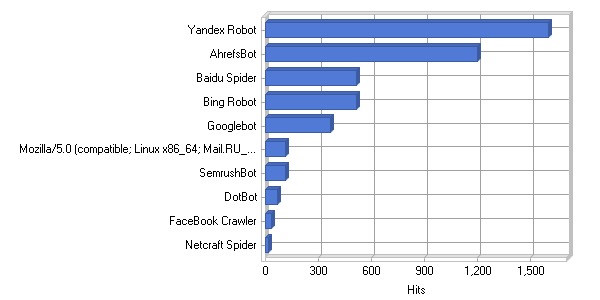 Yandex Robot
AhrefsBot
Baidu Spider
Bing Robot
Googlebot
Mozilla/5.0 (compatible; Linux x86_64; Mail.RU_...
SemrushBot
DotBot
FaceBook Crawler
Netcraft Spider
0 300 600 900 1,200 1,500
Hits